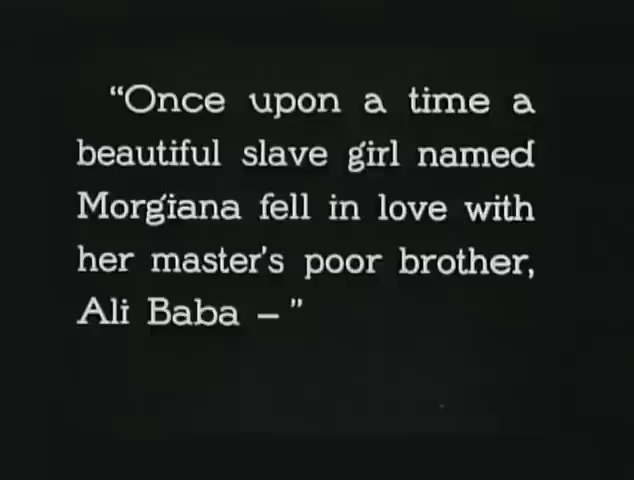 “Once upon a time a
beautiful slave girl named
Morgiana fell in love with
her master's poor brother,
Ali Baba – ”